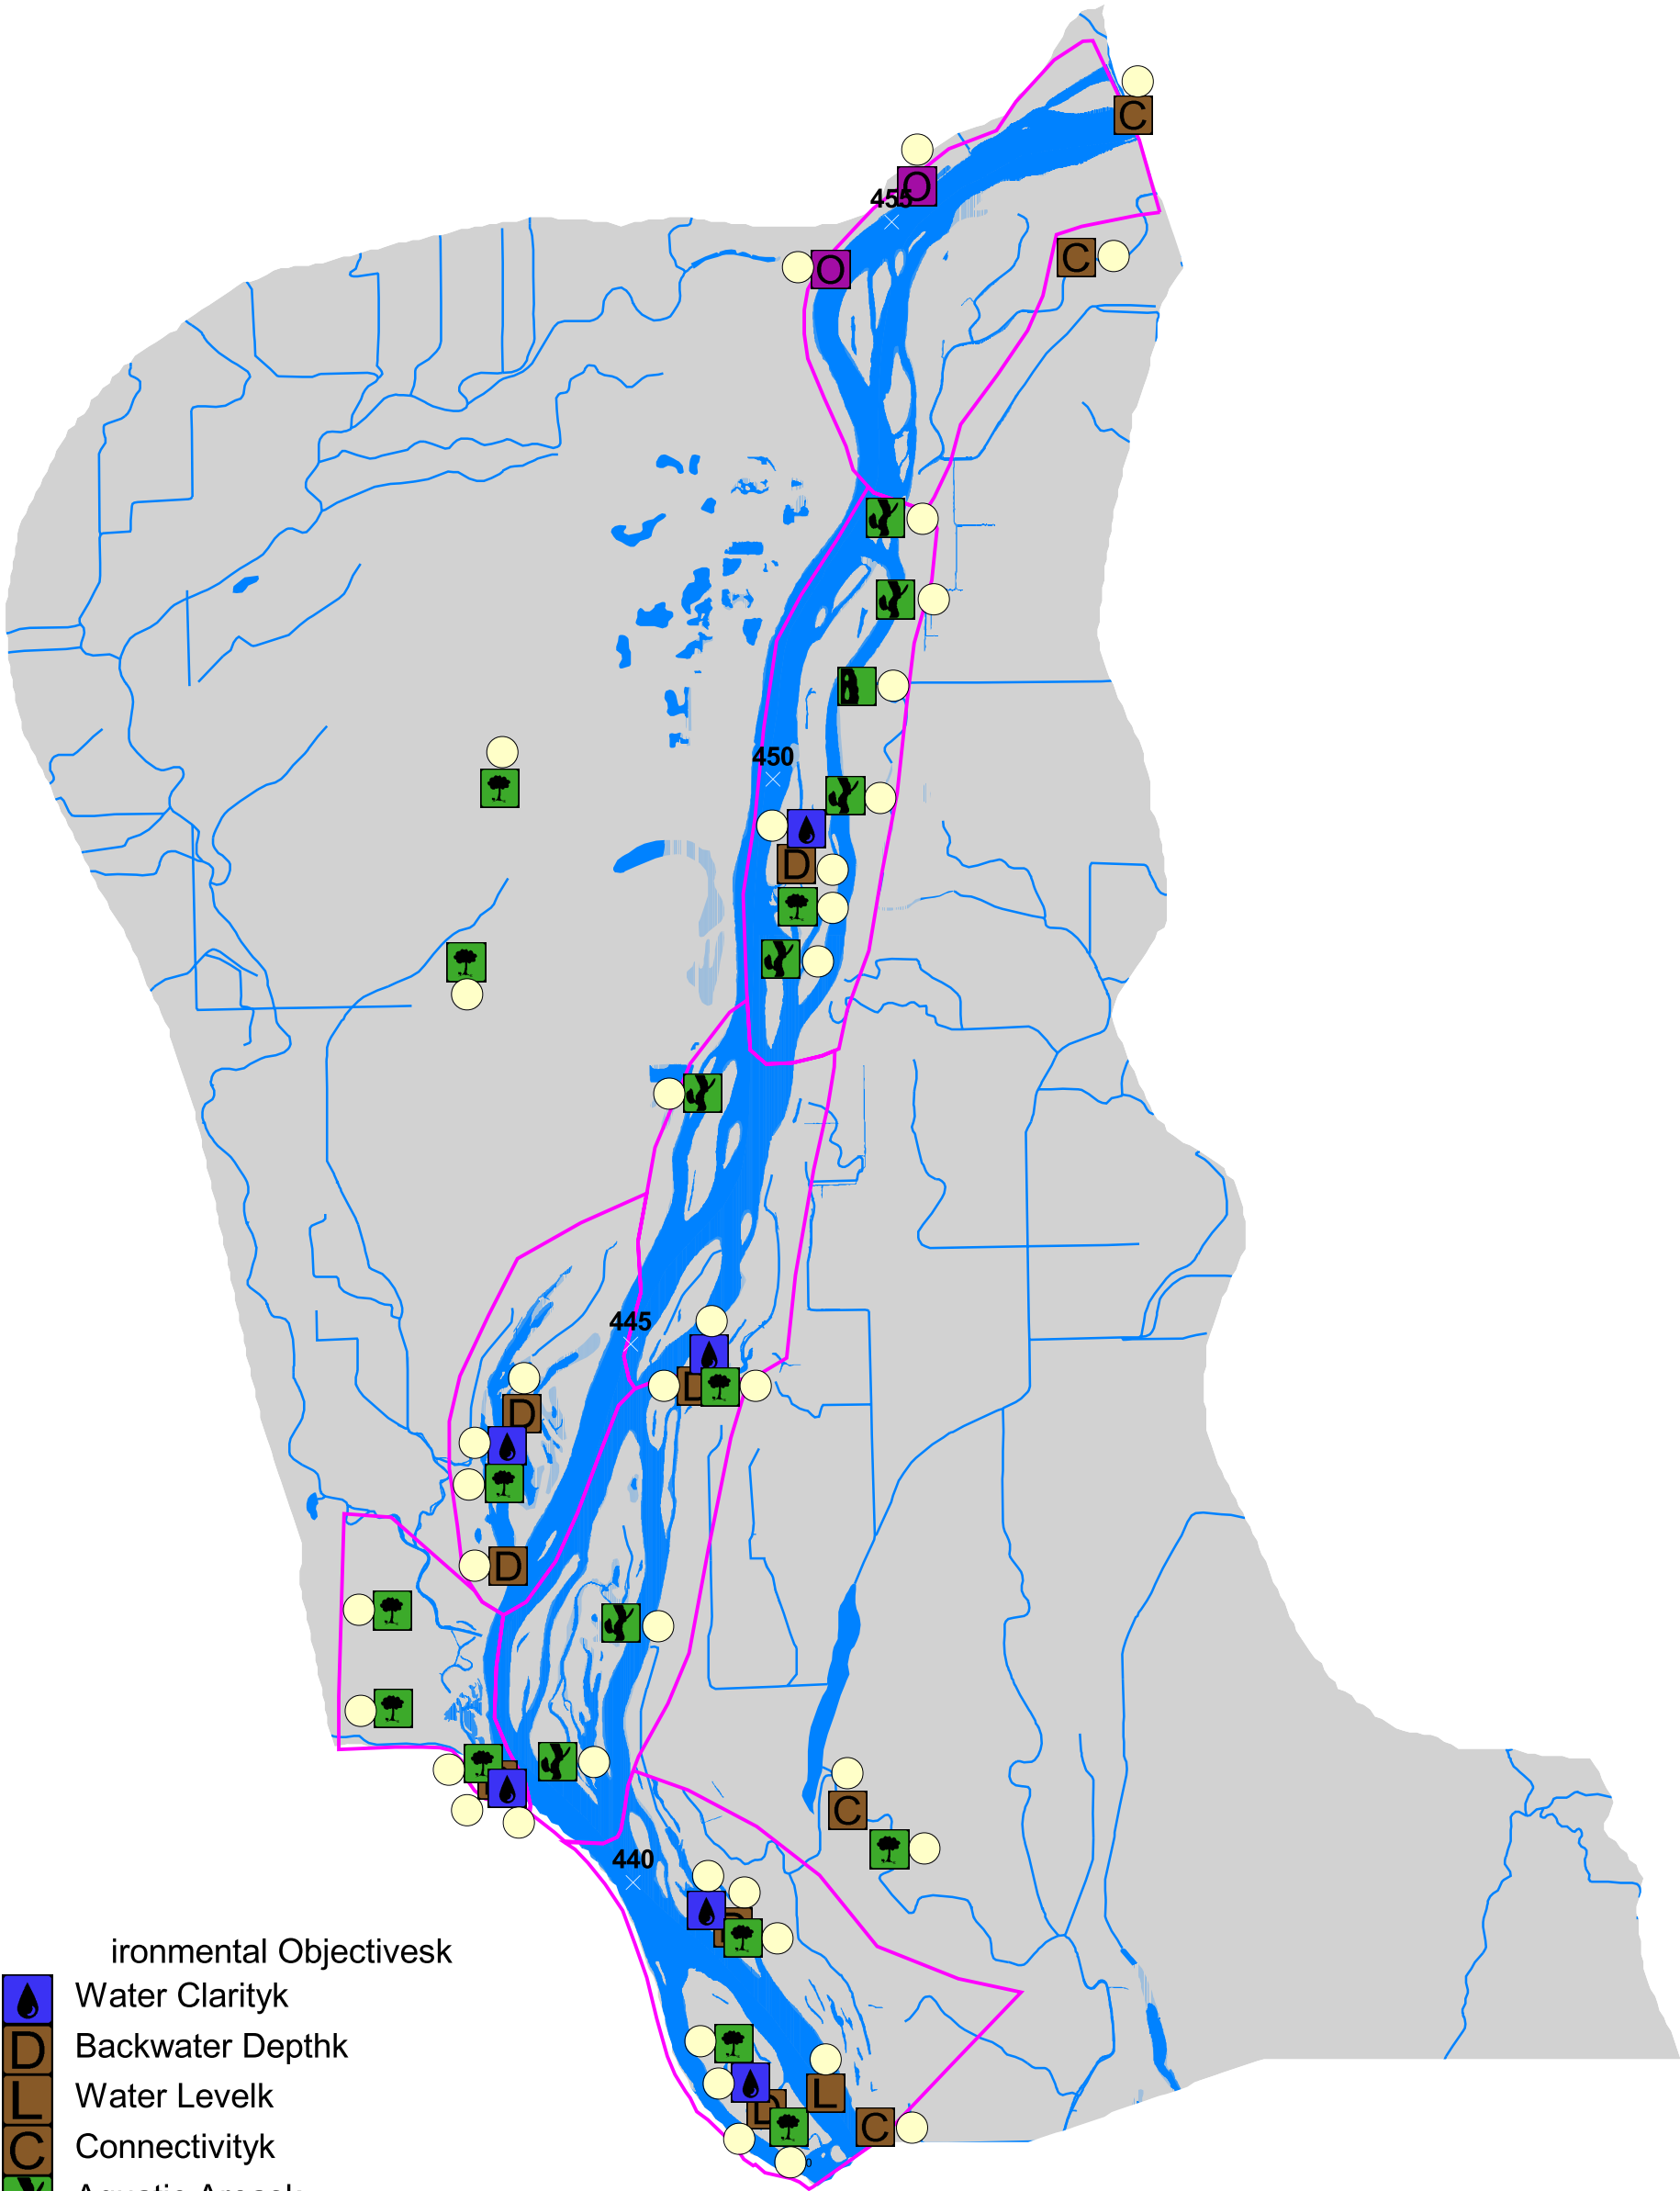 C
O
455
C
O
450
D
445
D
D
D
C
440
D
ironmental Objectivesk
Water Clarityk
D
Backwater Depthk
L
D
L
Water Levelk
C
C
Connectivityk